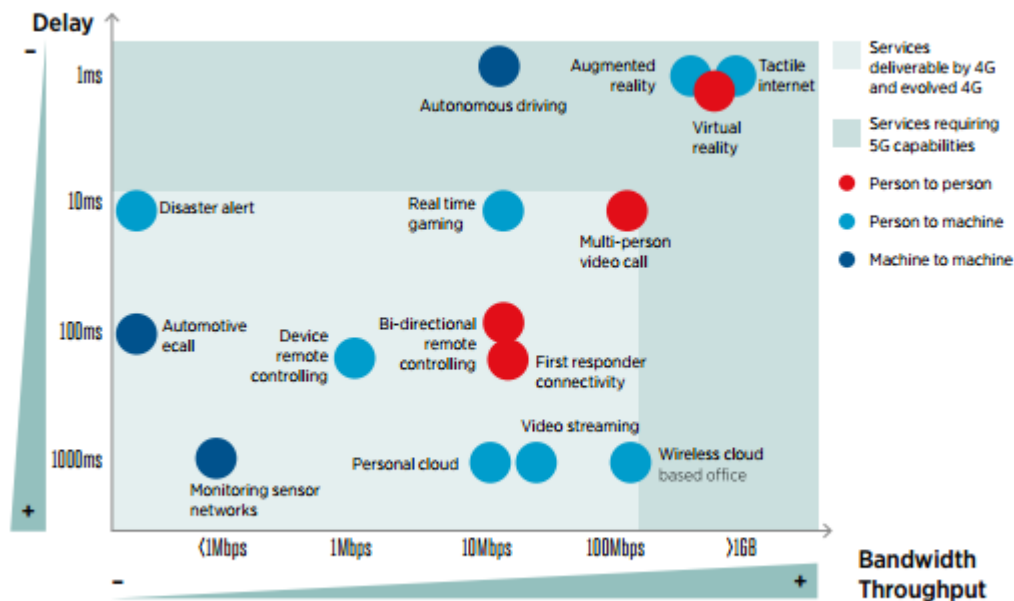 Delay
–
1ms
10ms
100ms
1000ms
+
Autonomous driving
Augmented
reality
Tactile
internet
Virtual
reality
Disaster alert
Real time
gaming
Multi-person
video call
Automotive
ecall
Device
remote
controlling
Bi-directional
remote
controlling
First responder
connectivity
Monitoring sensor
networks
Personal cloud
Video streaming
Wireless cloud
based office
<1Mbps
1Mbps
10Mbps
100Mbps
>1GB
–
+
Bandwidth
Throughput
Services
deliverable by 4G
and evolved 4G
Services requiring
5G capabilities
Person to person
Person to machine
Machine to machine